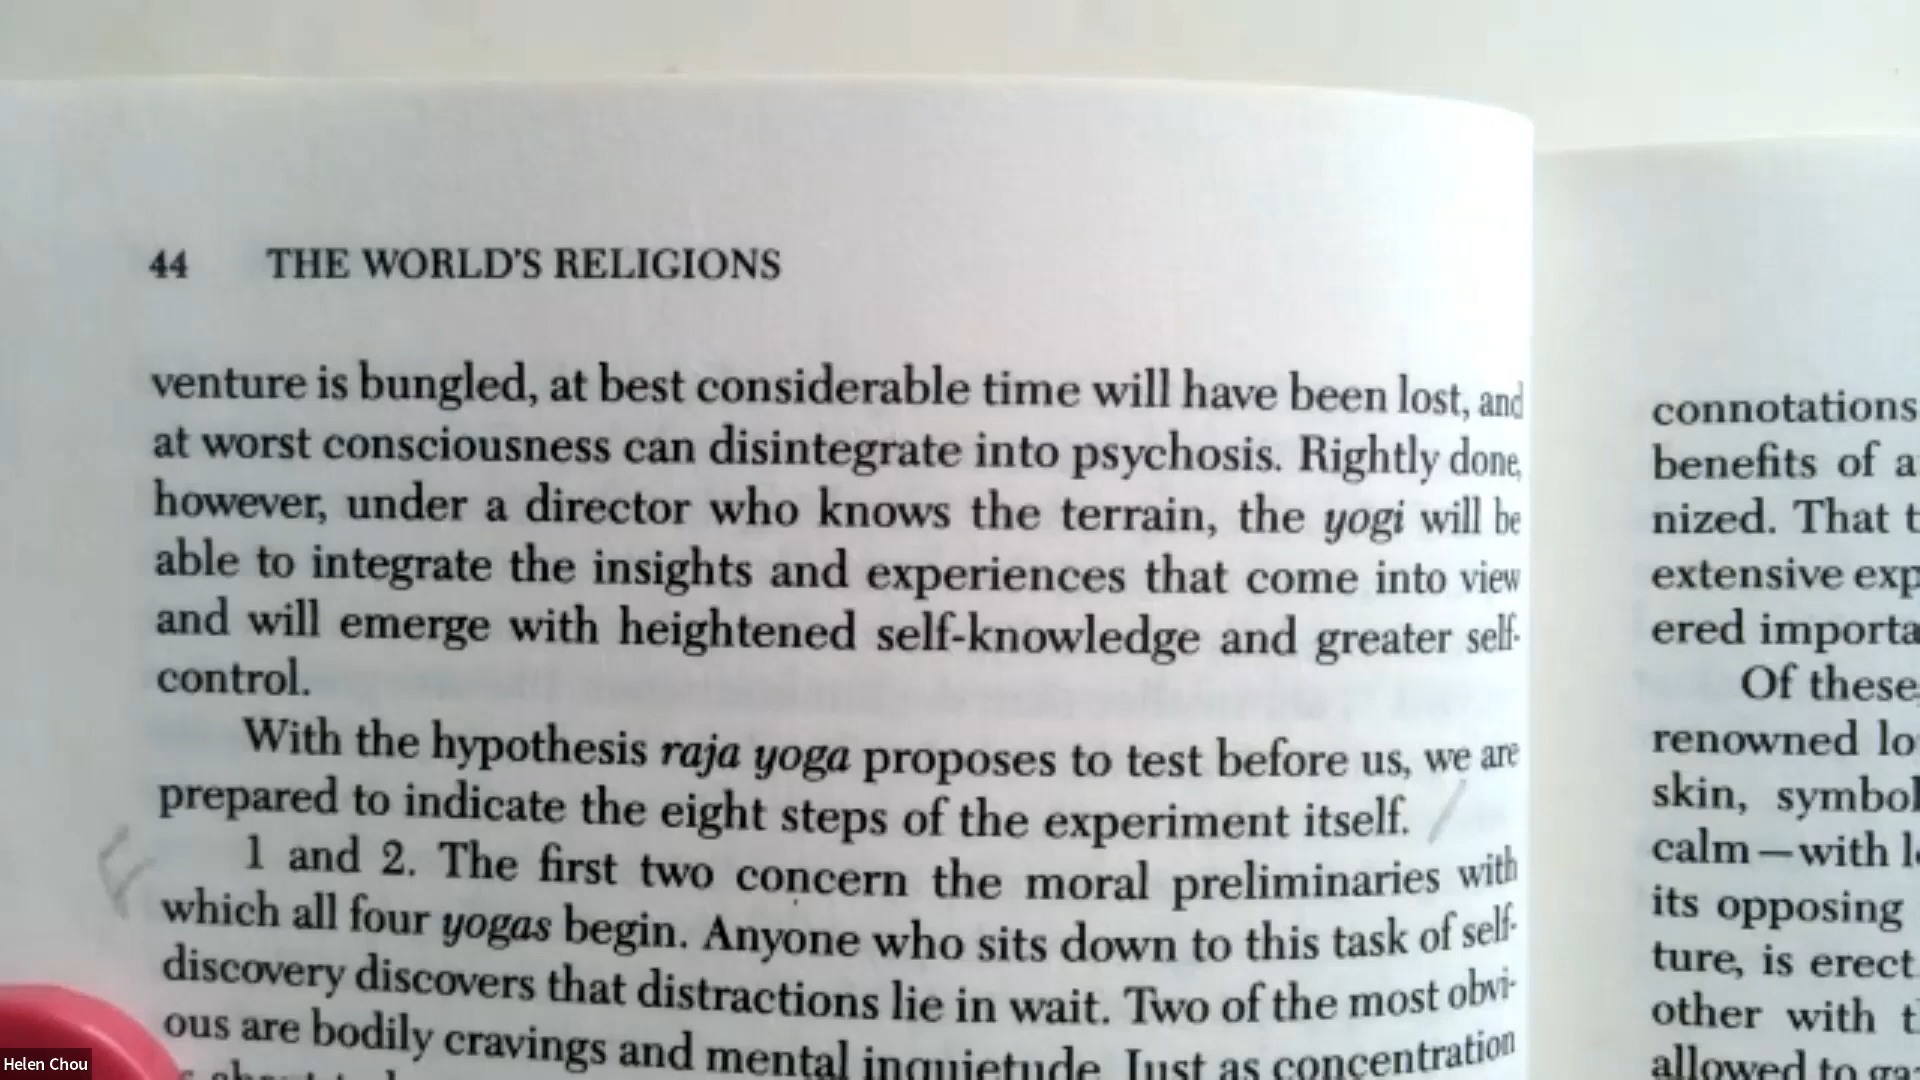 44 THE WORLD'S RELIGIONS
venture is bungled, at best considerable time will have been lost, and
at worst consciousness can disintegrate into psychosis. Rightly done,
however, under a director who knows the terrain, the yogi will be
able to integrate the insights and experiences that come into view
and will emerge with heightened self-knowledge and greater self-
control.
With the hypothesis raja yoga proposes to test before us, we are
prepared to indicate the eight steps of the experiment itself.
1 and 2. The first two concern the moral preliminaries with
which all four yogas begin. Anyone who sits down to this task of self-
discovery discovers that distractions lie in wait. Two of the most obvi-
ous are bodily cravings and mental inquietude. Just as concentration
connotations
benefits of a
nized. That t
extensive exp
ered importa
Of these
renowned lo
skin, symbol
calm—with l
its opposing
ture, is erect
other with t
allowed to ga
Helen Chou